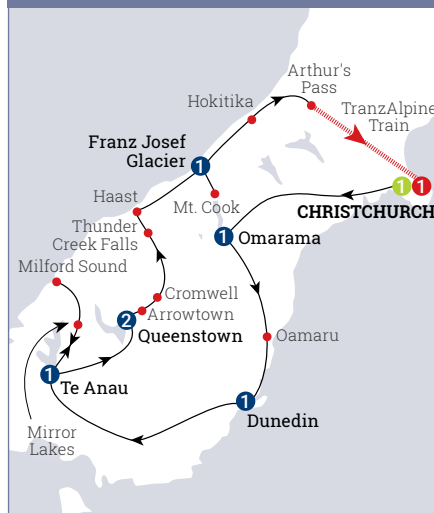 Arthur's
Pass
Hokitika
TranzAlpine
Train
Franz Josef
Glacier
1
1
1
Haast
Mt. Cook
CHRISTCHURCH
Thunder
Creek Falls
1
Omarama
Milford Sound
Cromwell
Arrowtown
2
Queenstown
Oamaru
1
Te Anau
1
Dunedin
Mirror
Lakes